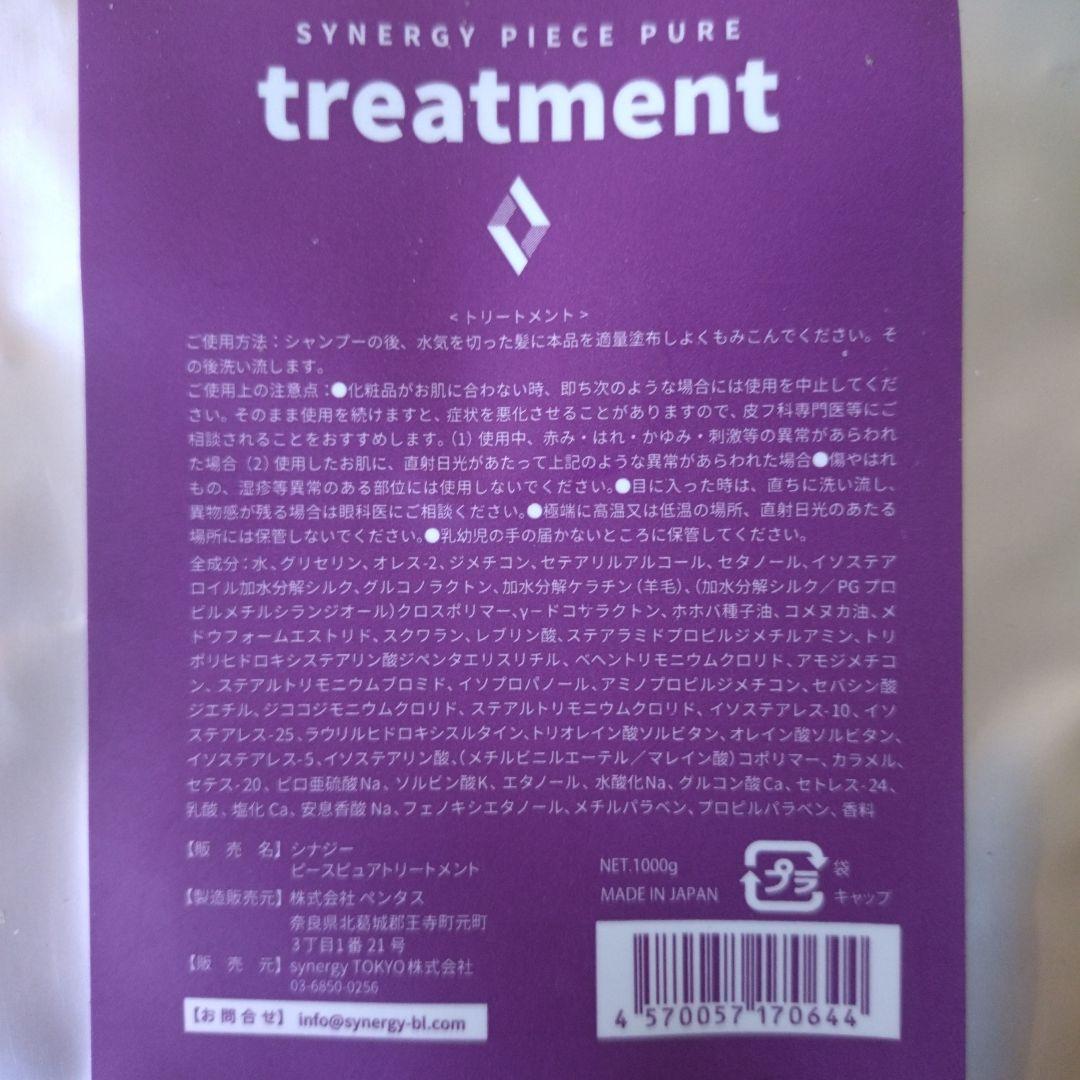 SYNERGY PIECE PURE
treatment
＜トリートメント＞
ご使用方法：シャンプーの後、水気を切った髪に本品を適量塗布しよくもみこんでください。そ
の後洗い流します。
ご使用上の注意点：●化粧品がお肌に合わない時、即ち次のような場合には使用を中止してくだ
さい。そのまま使用を続けますと、症状を悪化させることがありますので、皮フ科専門医等にご
相談されることをおすすめします。（1）使用中、赤み・はれ・かゆみ・刺激等の異常があらわれ
た場合（2）使用したお肌に、直射日光があたって上記のような異常があらわれた場合●傷やはれ
もの、湿疹等異常のある部位には使用しないでください。●目に入った時は、直ちに洗い流し、
異物感が残る場合は眼科医にご相談ください。●極端に高温又は低温の場所、直射日光のあたる
場所には保管しないでください。●乳幼児の手の届かないところに保管してください。
全成分：水、グリセリン、オレス-2、ジメチコン、セテアリルアルコール、セタノール、イソステア
ロイル加水分解シルク、グルコノラクトン、加水分解ケラチン（羊毛）、（加水分解シルク／PGプロ
ピルメチルシランジオール）クロスポリマー、γードコサラクトン、ホホバ種子油、コメヌカ油、メ
ドウフォームエストリド、スクワラン、レブリン酸、ステアラミドプロピルジメチルアミン、トリ
ポリヒドロキシステアリン酸ジペンタエリスリチル、ベヘントリモニウムクロリド、アモジメチコ
ン、ステアルトリモニウムブロミド、イソプロパノール、アミノプロピルジメチコン、セバシン酸
ジエチル、ジココジモニウムクロリド、ステアルトリモニウムクロリド、イソステアレス-10、イソ
ステアレス-25、ラウリルヒドロキシスルタイン、トリオレイン酸ソルビタン、オレイン酸ソルビタン、
イソステアレス-5、イソステアリン酸、（メチルビニルエーテル／マレイン酸）コポリマー、カラメル、
セテス-20、ピロ亜硫酸Na、ソルビン酸K、エタノール、水酸化Na、グルコン酸Ca、セトレス-24、
乳酸、塩化Ca、安息香酸Na、フェノキシエタノール、メチルパラベン、プロピルパラベン、香料
【販売名】シナジー
ピースピュアトリートメント
【製造販売元】株式会社 ペンタス
奈良県北葛城郡王寺町元町
3丁目1番21号
【販売元】synergy TOKYO株式会社
03-6850-0256
【お問合せ】 info@synergy-bl.com
NET.1000g
MADE IN JAPAN
プラ
袋
キャップ
4 570057 170644